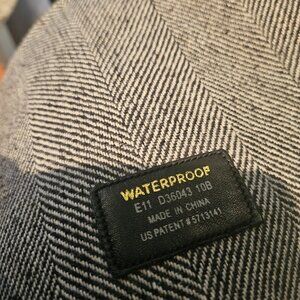 WATERPROOF
E11 D36043 10B
MADE IN CHINA
US PATENT # 5713141